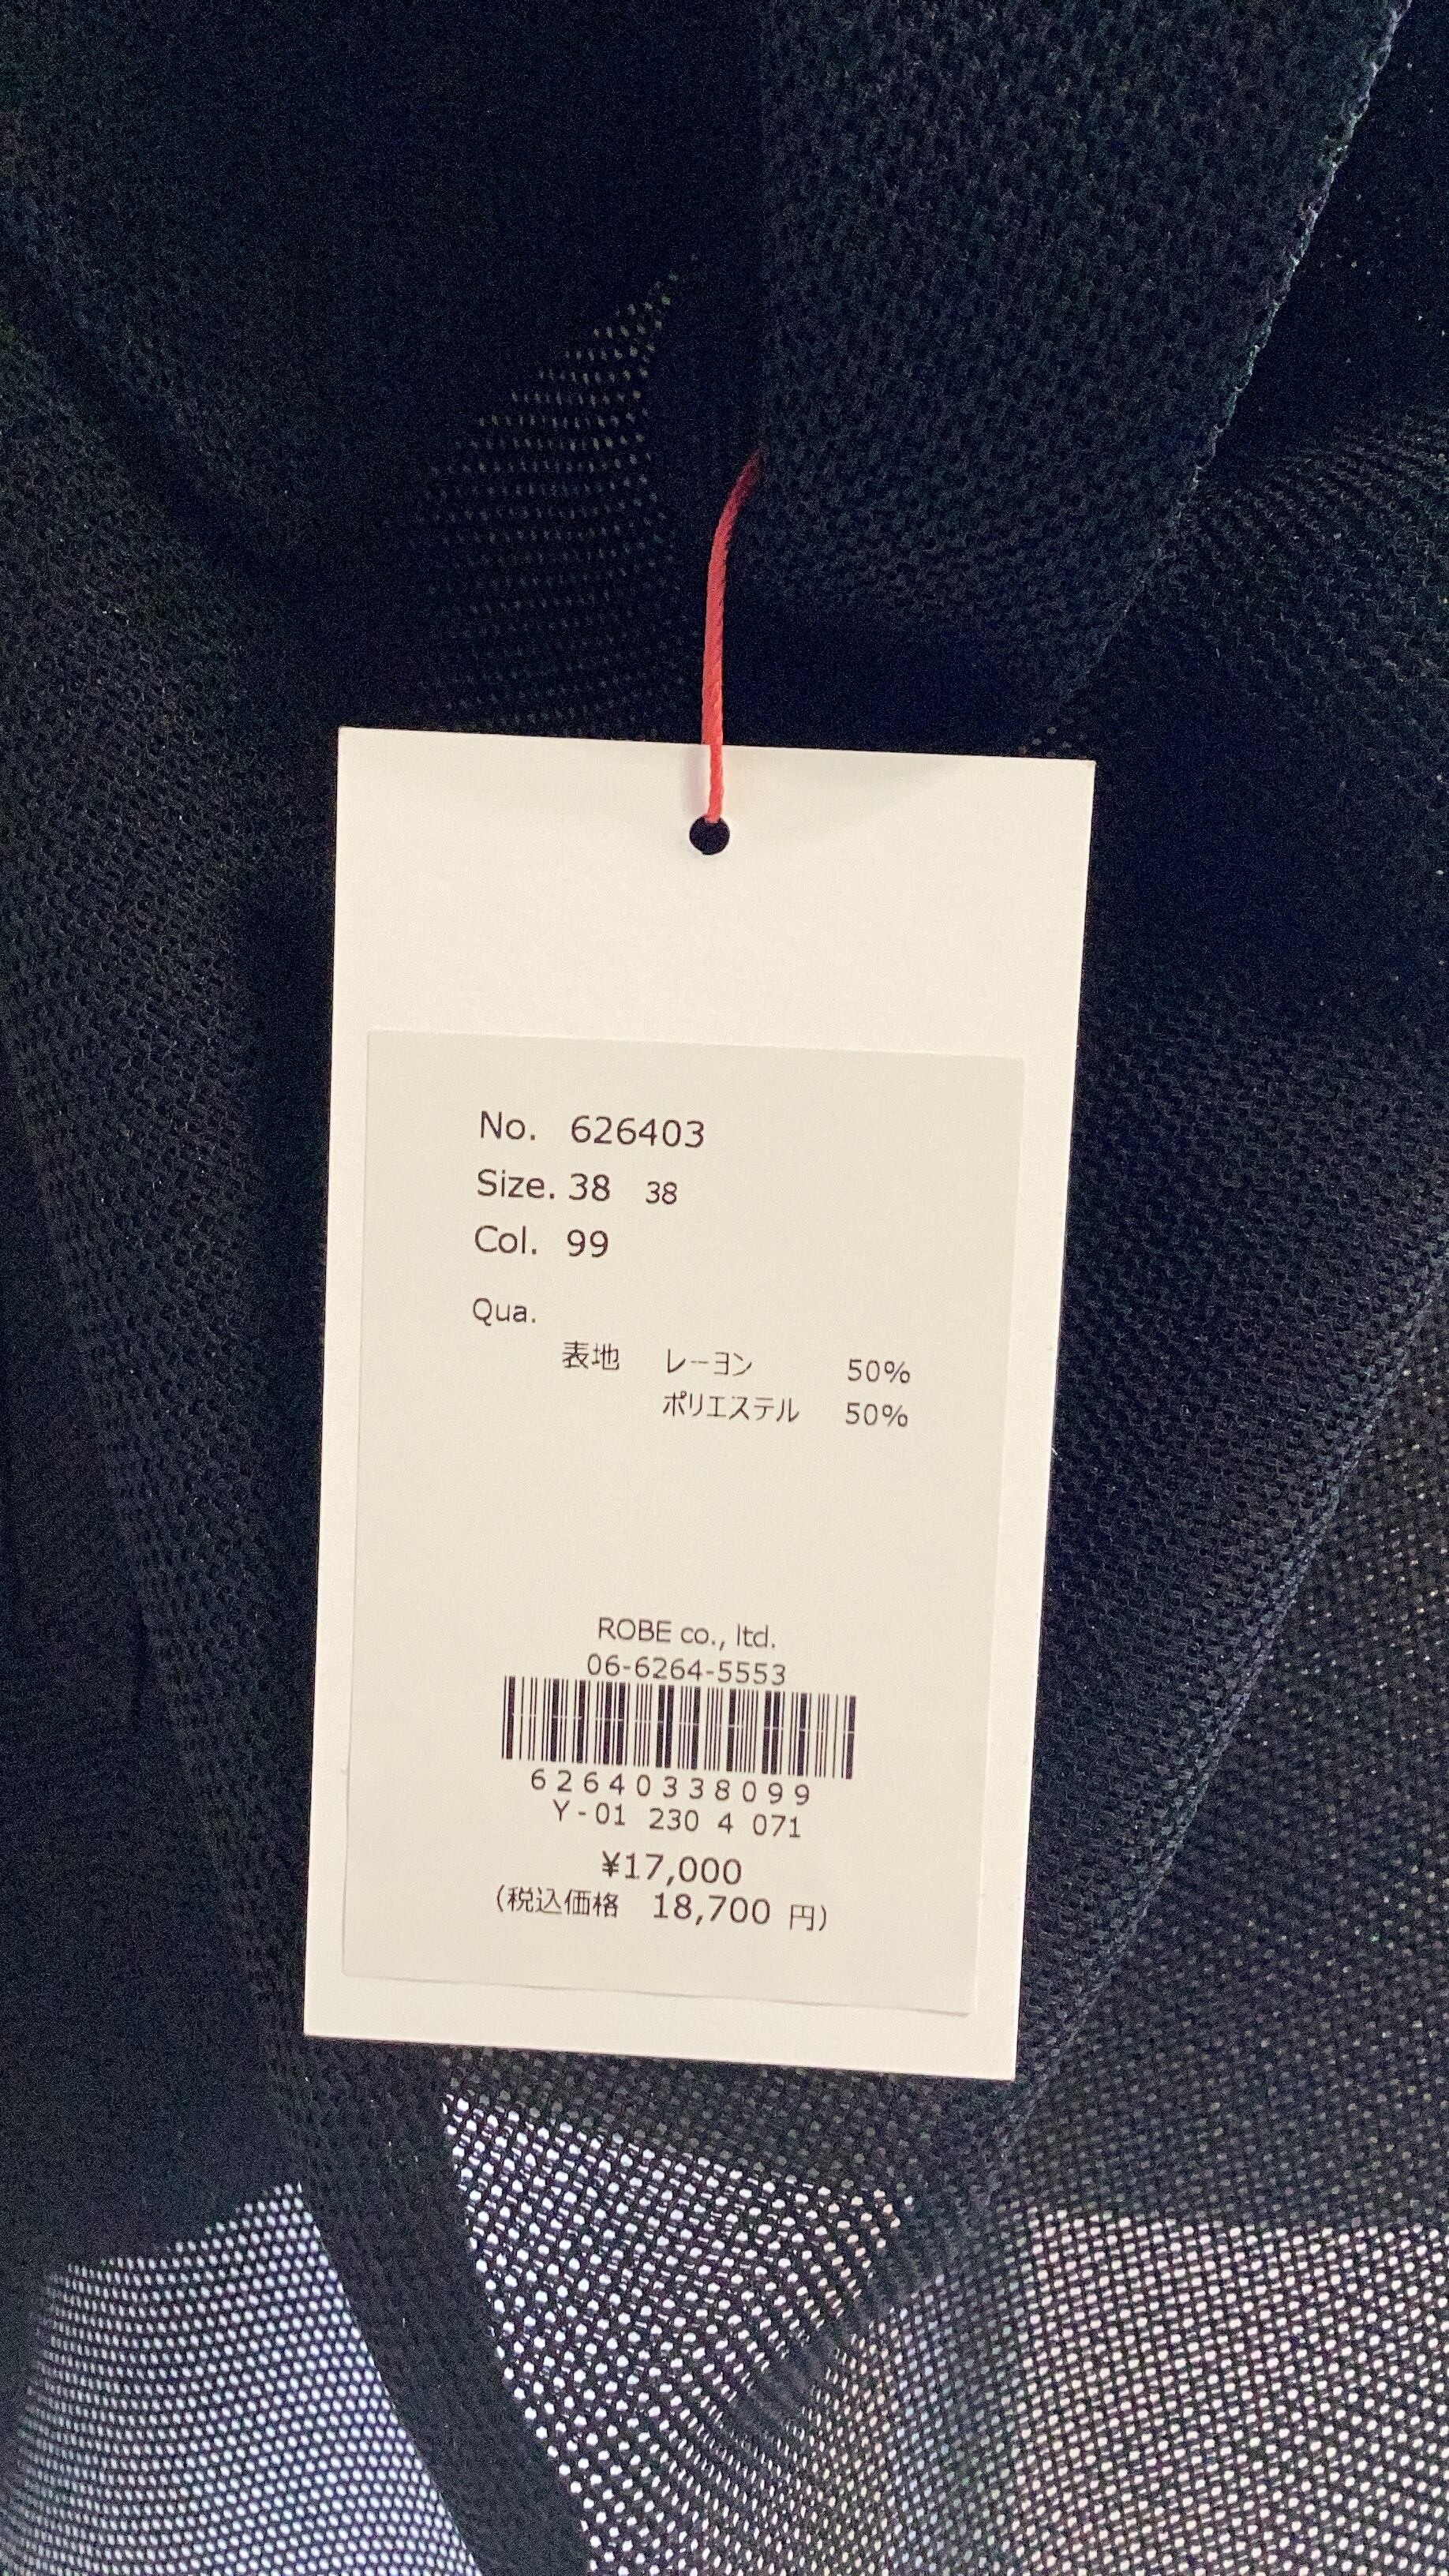 No. 626403
Size. 38 38
Col. 99
Qua.
表地 レーヨン 50%
ポリエステル 50%
ROBE co., ltd.
06-6264-5553
62640338099
Y-01 230 4 071
¥17,000
(税込価格 18,700 円)